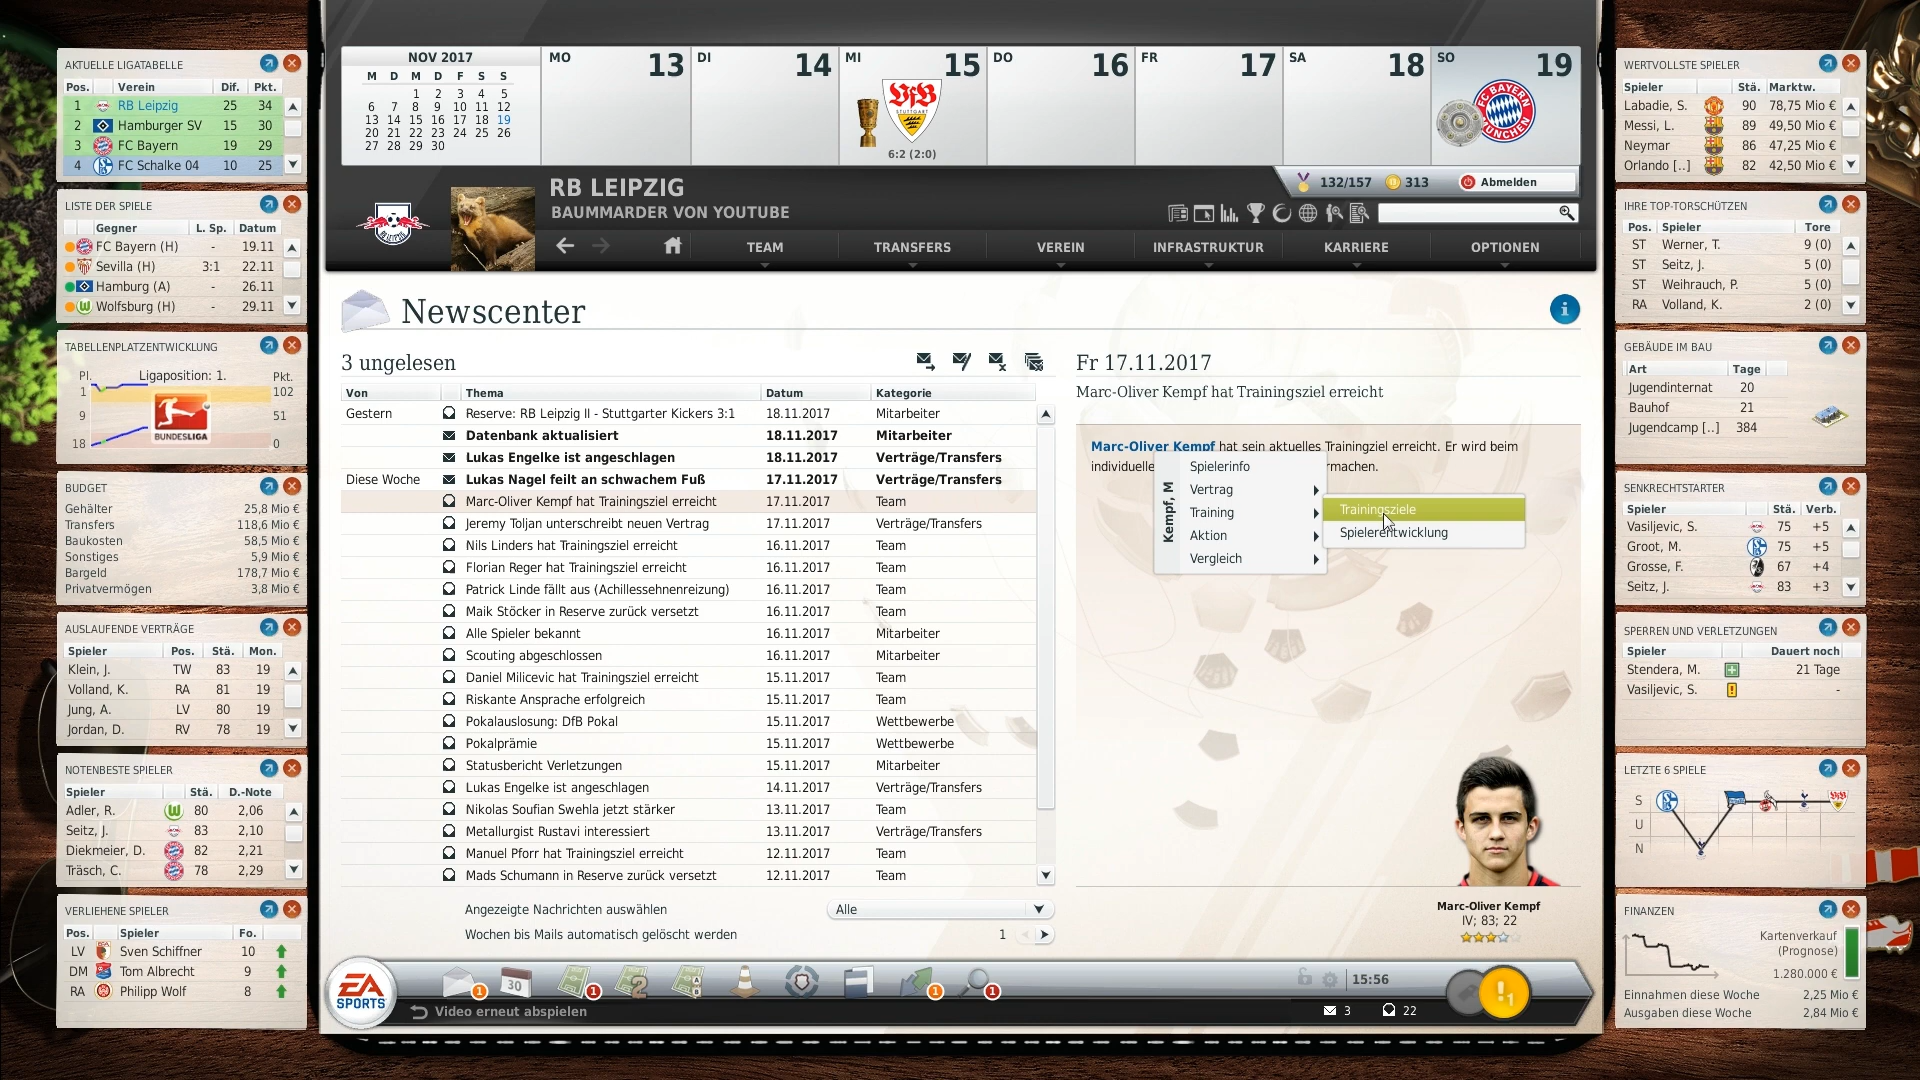 AKTUELLE LIGATABELLE
Pos. Verein Dif. Pkt.
1 RB Leipzig 25 34
2 Hamburger SV 15 30
3 FC Bayern 19 29
4 FC Schalke 04 10 25
LISTE DER SPIELE
Gegner L. Sp. Datum
FC Bayern (H) - 19.11
Sevilla (H) 3:1 22.11
Hamburg (A) - 26.11
Wolfsburg (H) - 29.11
TABELLENPLATZENTWICKLUNG
Pl. Ligaposition: 1. Pkt.
1 102
9 51
18 0
BUNDESLIGA
BUDGET
Gehälter 25,8 Mio €
Transfers 118,6 Mio €
Baukosten 58,5 Mio €
Sonstiges 5,9 Mio €
Bargeld 178,7 Mio €
Privatvermögen 3,8 Mio €
AUSLAUFENDE VERTRÄGE
Spieler Pos. Stä. Mon.
Klein, J. TW 83 19
Volland, K. RA 81 19
Jung, A. LV 80 19
Jordan, D. RV 78 19
NOTENBESTE SPIELER
Spieler Stä. D.-Note
Adler, R. 80 2,06
Seitz, J. 83 2,10
Diekmeier, D. 82 2,21
Träsch, C. 78 2,29
VERLIEHENE SPIELER
Pos. Spieler Fo.
LV Sven Schiffner 10
DM Tom Albrecht 9
RA Philipp Wolf 8
NOV 2017
M D M D F S S
1 2 3 4 5
6 7 8 9 10 11 12
13 14 15 16 17 18 19
20 21 22 23 24 25 26
27 28 29 30
MO 13
DI 14
MI 15
VfB
STUTTGART
6:2 (2:0)
DO 16
FR 17
SA 18
SO 19
FC BAYERN MÜNCHEN
RB LEIPZIG
BAUMMARDER VON YOUTUBE
132/157 313 Abmelden
TEAM TRANSFERS VEREIN INFRASTRUKTUR KARRIERE OPTIONEN
Newscenter
3 ungelesen
Von Thema Datum Kategorie
Gestern Reserve: RB Leipzig II - Stuttgarter Kickers 3:1 18.11.2017 Mitarbeiter
Datenbank aktualisiert 18.11.2017 Mitarbeiter
Lukas Engelke ist angeschlagen 18.11.2017 Verträge/Transfers
Diese Woche Lukas Nagel feilt an schwachem Fuß 17.11.2017 Verträge/Transfers
Marc-Oliver Kempf hat Trainingsziel erreicht 17.11.2017 Team
Jeremy Toljan unterschreibt neuen Vertrag 17.11.2017 Verträge/Transfers
Nils Linders hat Trainingsziel erreicht 16.11.2017 Team
Florian Reger hat Trainingsziel erreicht 16.11.2017 Team
Patrick Linde fällt aus (Achillessehnenreizung) 16.11.2017 Team
Maik Stöcker in Reserve zurück versetzt 16.11.2017 Team
Alle Spieler bekannt 16.11.2017 Mitarbeiter
Scouting abgeschlossen 16.11.2017 Mitarbeiter
Daniel Milicevic hat Trainingsziel erreicht 15.11.2017 Team
Riskante Ansprache erfolgreich 15.11.2017 Team
Pokalauslosung: DfB Pokal 15.11.2017 Wettbewerbe
Pokalprämie 15.11.2017 Wettbewerbe
Statusbericht Verletzungen 15.11.2017 Mitarbeiter
Lukas Engelke ist angeschlagen 14.11.2017 Verträge/Transfers
Nikolas Soufian Swehla jetzt stärker 13.11.2017 Team
Metallurgist Rustavi interessiert 13.11.2017 Verträge/Transfers
Manuel Pforr hat Trainingsziel erreicht 12.11.2017 Team
Mads Schumann in Reserve zurück versetzt 12.11.2017 Team
Angezeigte Nachrichten auswählen Alle
Wochen bis Mails automatisch gelöscht werden 1
Fr 17.11.2017
Marc-Oliver Kempf hat Trainingsziel erreicht
Marc-Oliver Kempf hat sein aktuelles Trainingziel erreicht. Er wird beim
individuelle rmachen.
Kempf, M
Spielerinfo
Vertrag
Training
Aktion
Vergleich
Trainingsziele
Spielerentwicklung
Marc-Oliver Kempf
IV; 83; 22
EA SPORTS
30
1
1
2
1
1
Video erneut abspielen
15:56
3 22
!1
WERTVOLLSTE SPIELER
Spieler Stä. Marktw.
Labadie, S. 90 78,75 Mio €
Messi, L. 89 49,50 Mio €
Neymar 86 47,25 Mio €
Orlando [..] 82 42,50 Mio €
IHRE TOP-TORSCHÜTZEN
Pos. Spieler Tore
ST Werner, T. 9 (0)
ST Seitz, J. 5 (0)
ST Weihrauch, P. 5 (0)
RA Volland, K. 2 (0)
GEBÄUDE IM BAU
Art Tage
Jugendinternat 20
Bauhof 21
Jugendcamp [..] 384
SENKRECHTSTARTER
Spieler Stä. Verb.
Vasiljevic, S. 75 +5
Groot, M. 75 +5
Grosse, F. 67 +4
Seitz, J. 83 +3
SPERREN UND VERLETZUNGEN
Spieler Dauert noch
Stendera, M. 21 Tage
Vasiljevic, S. -
LETZTE 6 SPIELE
S
U
N
FINANZEN
Kartenverkauf
(Prognose)
1.280.000 €
Einnahmen diese Woche 2,25 Mio €
Ausgaben diese Woche 2,84 Mio €